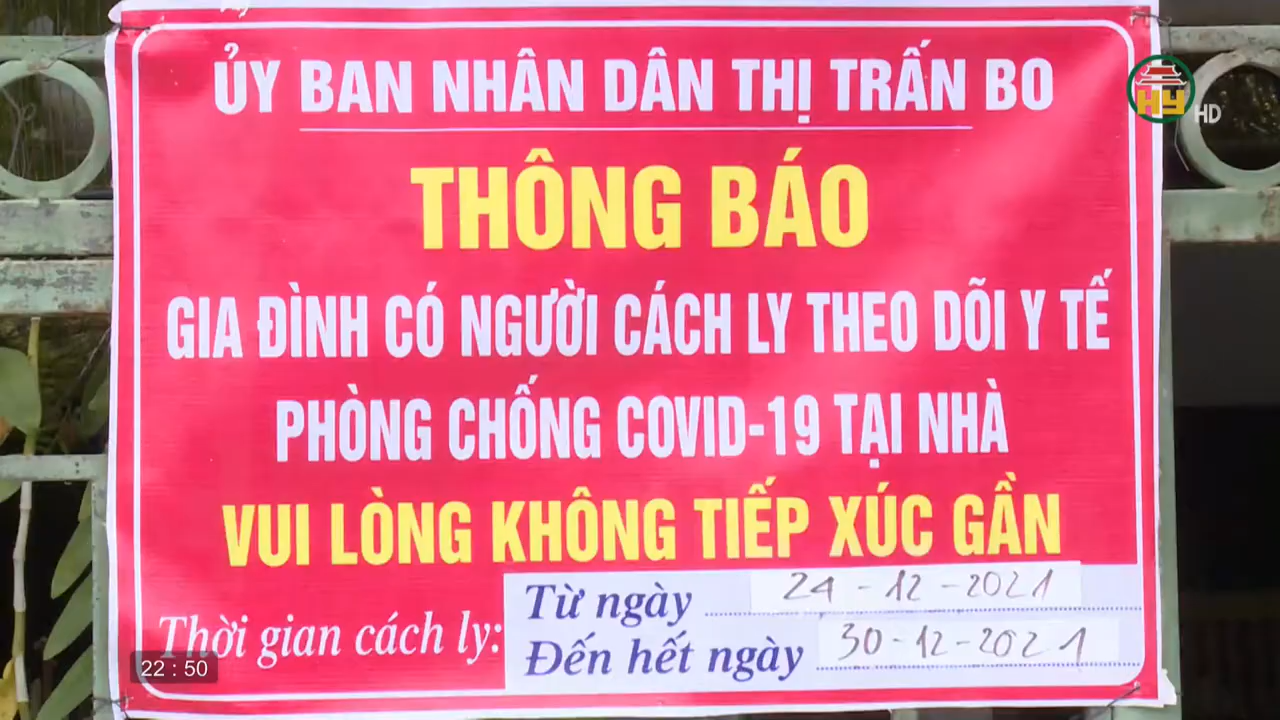 ỦY BAN NHÂN DÂN THỊ TRẤN BO
HY HD
THÔNG BÁO
GIA ĐÌNH CÓ NGƯỜI CÁCH LY THEO DÕI Y TẾ
PHÒNG CHỐNG COVID-19 TẠI NHÀ
VUI LÒNG KHÔNG TIẾP XÚC GẦN
Thời gian cách ly:
Từ ngày 24-12-2021
Đến hết ngày 30-12-2021
22 : 50